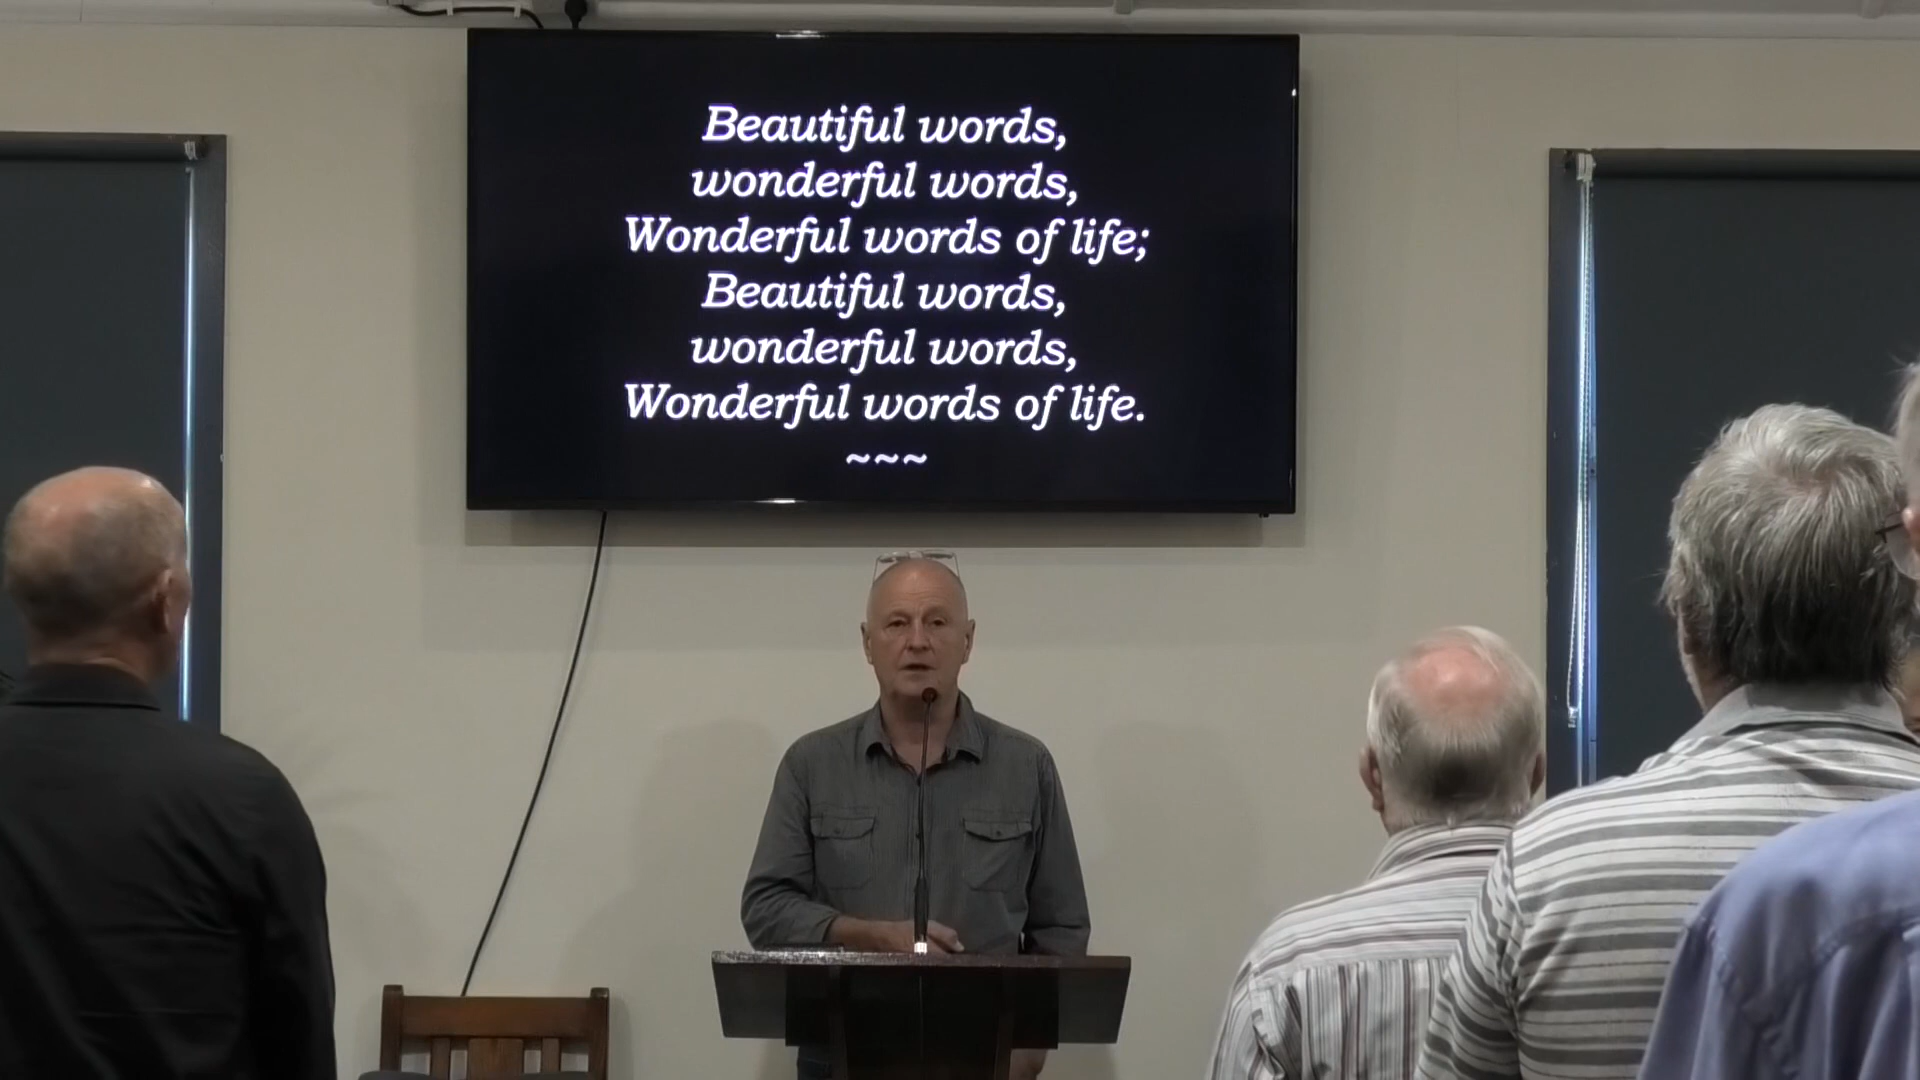 Beautiful words,
wonderful words,
Wonderful words of life;
Beautiful words,
wonderful words,
Wonderful words of life.
~~~